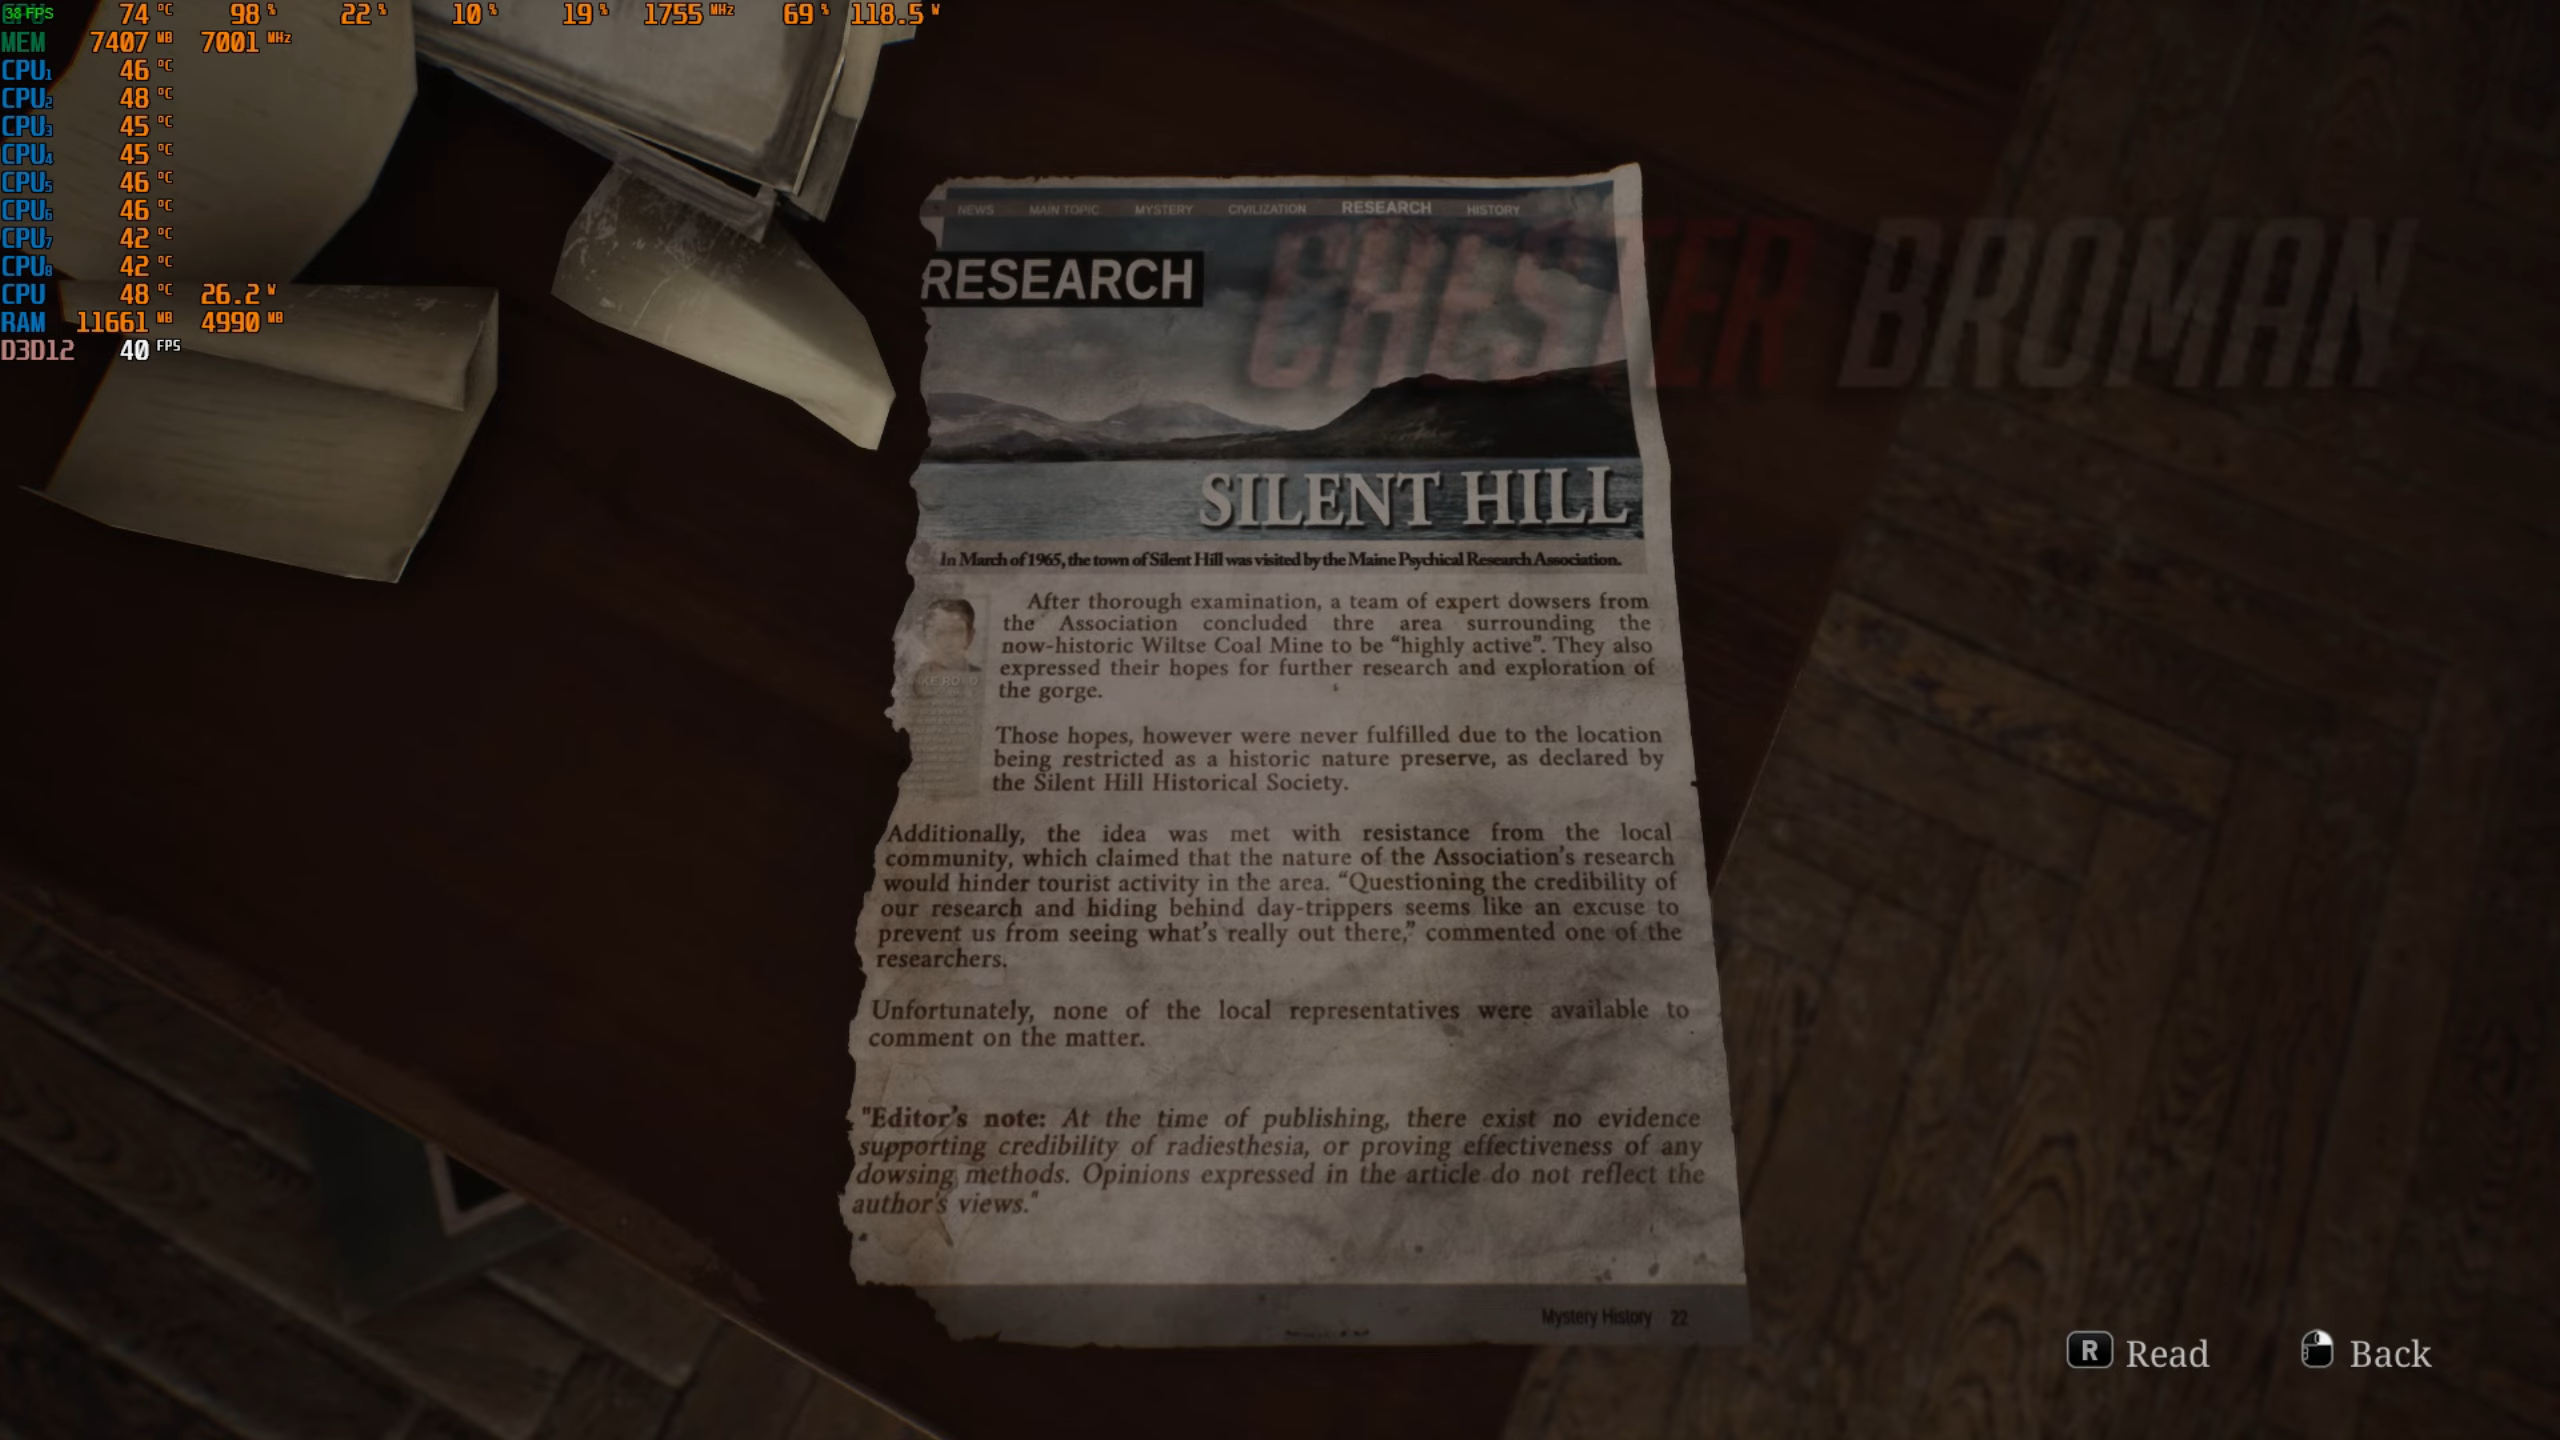 38 FPS
74 °C 98 % 22 % 10 % 19 % 1755 MHz 69 % 118.5 W
MEM 7407 MB 7001 MHz
CPU1 46 °C
CPU2 48 °C
CPU3 45 °C
CPU4 45 °C
CPU5 46 °C
CPU6 46 °C
CPU7 42 °C
CPU8 42 °C
CPU 48 °C 26.2 W
RAM 11661 MB 4990 MB
D3D12 40 FPS
CHESTER BROMAN
NEWS MAIN TOPIC MYSTERY CIVILIZATION RESEARCH HISTORY
RESEARCH
SILENT HILL
In March of 1965, the town of Silent Hill was visited by the Maine Psychical Research Association.
After thorough examination, a team of expert dowsers from
the Association concluded thre area surrounding the
now-historic Wiltse Coal Mine to be “highly active”. They also
expressed their hopes for further research and exploration of
the gorge.
Those hopes, however were never fulfilled due to the location
being restricted as a historic nature preserve, as declared by
the Silent Hill Historical Society.
Additionally, the idea was met with resistance from the local
community, which claimed that the nature of the Association's research
would hinder tourist activity in the area. “Questioning the credibility of
our research and hiding behind day-trippers seems like an excuse to
prevent us from seeing what's really out there,” commented one of the
researchers.
Unfortunately, none of the local representatives were available to
comment on the matter.
"Editor's note: At the time of publishing, there exist no evidence
supporting credibility of radiesthesia, or proving effectiveness of any
dowsing methods. Opinions expressed in the article do not reflect the
author's views."
Mystery History 22
R Read Back